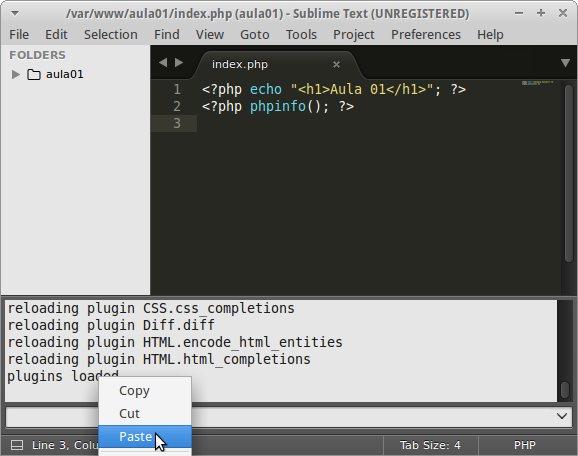 /var/www/aula01/index.php (aula01) - Sublime Text (UNREGISTERED)
File Edit Selection Find View Goto Tools Project Preferences Help
FOLDERS
aula01
index.php
1 <?php echo "<h1>Aula 01</h1>"; ?>
2 <?php phpinfo(); ?>
3
reloading plugin CSS.css_completions
reloading plugin Diff.diff
reloading plugin HTML.encode_html_entities
reloading plugin HTML.html_completions
plugins loaded
Copy
Cut
Paste
Line 3, Colu
Tab Size: 4
PHP